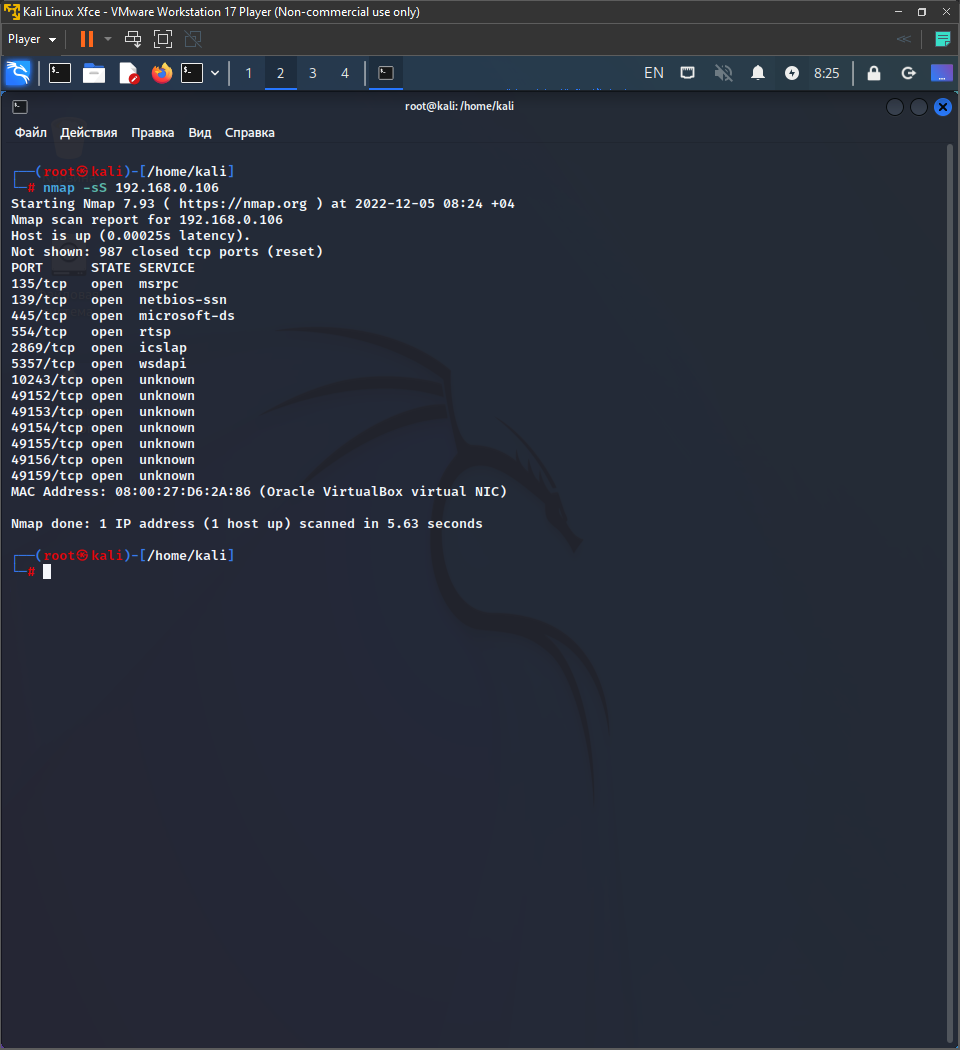 Kali Linux Xfce - VMware Workstation 17 Player (Non-commercial use only)
Player
1 2 3 4 EN 8:25
root@kali: /home/kali
Файл Действия Правка Вид Справка
┌──(root㉿kali)-[/home/kali]
└─# nmap -sS 192.168.0.106
Starting Nmap 7.93 ( https://nmap.org ) at 2022-12-05 08:24 +04
Nmap scan report for 192.168.0.106
Host is up (0.00025s latency).
Not shown: 987 closed tcp ports (reset)
PORT      STATE SERVICE
135/tcp   open  msrpc
139/tcp   open  netbios-ssn
445/tcp   open  microsoft-ds
554/tcp   open  rtsp
2869/tcp  open  icslap
5357/tcp  open  wsdapi
10243/tcp open  unknown
49152/tcp open  unknown
49153/tcp open  unknown
49154/tcp open  unknown
49155/tcp open  unknown
49156/tcp open  unknown
49159/tcp open  unknown
MAC Address: 08:00:27:D6:2A:86 (Oracle VirtualBox virtual NIC)
Nmap done: 1 IP address (1 host up) scanned in 5.63 seconds
┌──(root㉿kali)-[/home/kali]
└─#